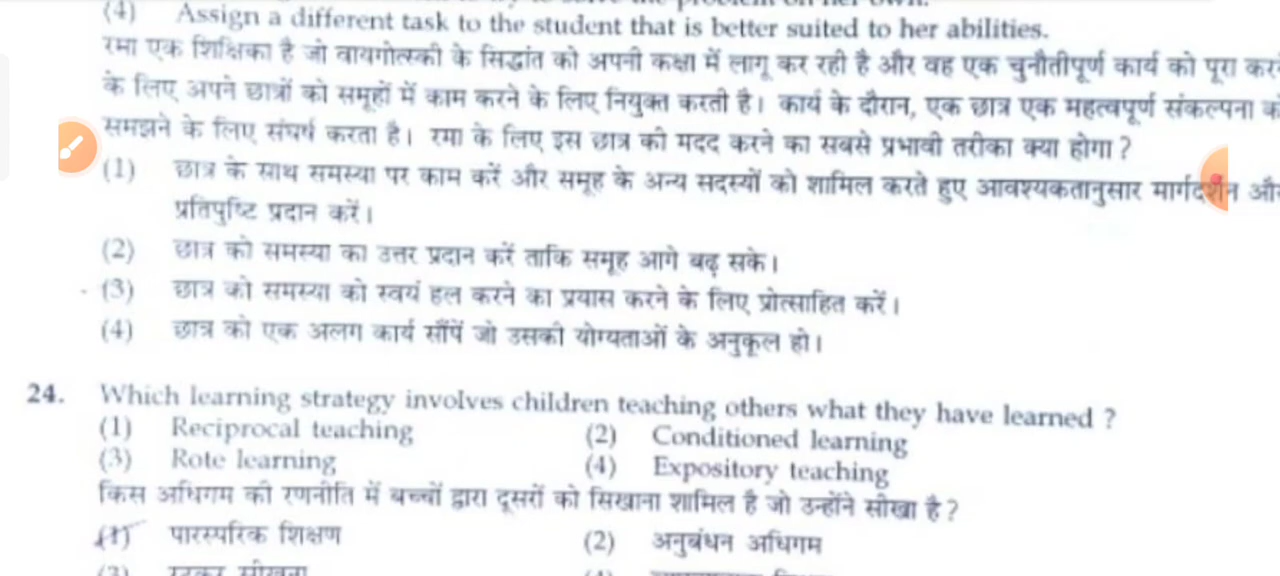 (4) Assign a different task to the student that is better suited to her abilities.
रमा एक शिक्षिका है जो वायगोत्स्की के सिद्धांत को अपनी कक्षा में लागू कर रही है और वह एक चुनौतीपूर्ण कार्य को पूरा
के लिए अपने छात्रों को समूहों में काम करने के लिए नियुक्त करती है। कार्य के दौरान, एक छात्र एक महत्वपूर्ण संकल्पना
समझने के लिए संघर्ष करता है। रमा के लिए इस छात्र की मदद करने का सबसे प्रभावी तरीका क्या होगा ?
(1) छात्र के साथ समस्या पर काम करें और समूह के अन्य सदस्यों को शामिल करते हुए आवश्यकतानुसार मार्गदर्शन
प्रतिपुष्टि प्रदान करें।
(2) छात्र को समस्या का उत्तर प्रदान करें ताकि समूह आगे बढ़ सके।
(3) छात्र को समस्या को स्वयं हल करने का प्रयास करने के लिए प्रोत्साहित करें।
(4) छात्र को एक अलग कार्य सौंपें जो उसकी योग्यताओं के अनुकूल हो।
24. Which learning strategy involves children teaching others what they have learned ?
(1) Reciprocal teaching (2) Conditioned learning
(3) Rote learning (4) Expository teaching
किस अधिगम की रणनीति में बच्चों द्वारा दूसरों को सिखाना शामिल है जो उन्होंने सीखा है ?
(1) पारस्परिक शिक्षण (2) अनुबंधन अधिगम